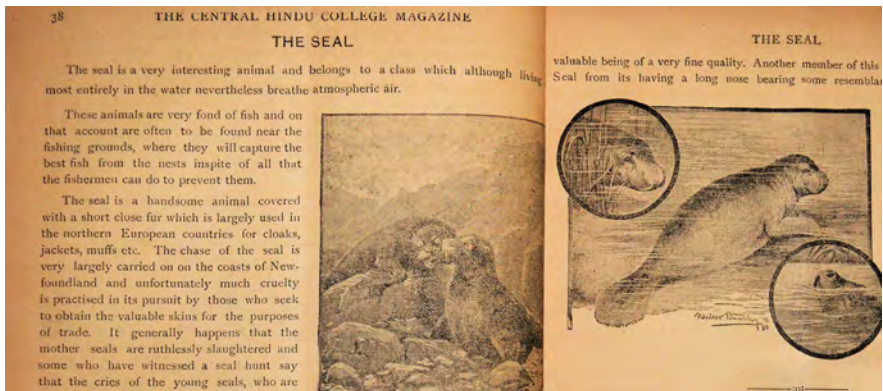 38 THE CENTRAL HINDU COLLEGE MAGAZINE
THE SEAL
The seal is a very interesting animal and belongs to a class which although living
most entirely in the water nevertheless breathe atmospheric air.
These animals are very fond of fish and on
that account are often to be found near the
fishing grounds, where they will capture the
best fish from the nests inspite of all that
the fishermen can do to prevent them.
The seal is a handsome animal covered
with a short close fur which is largely used in
the northern European countries for cloaks,
jackets, muffs etc. The chase of the seal is
very largely carried on on the coasts of New-
foundland and unfortunately much cruelty
is practised in its pursuit by those who seek
to obtain the valuable skins for the purposes
of trade. It generally happens that the
mother seals are ruthlessly slaughtered and
some who have witnessed a seal hunt say
that the cries of the young seals, who are
THE SEAL
valuable being of a very fine quality. Another member of this
Seal from its having a long nose bearing some resemblan